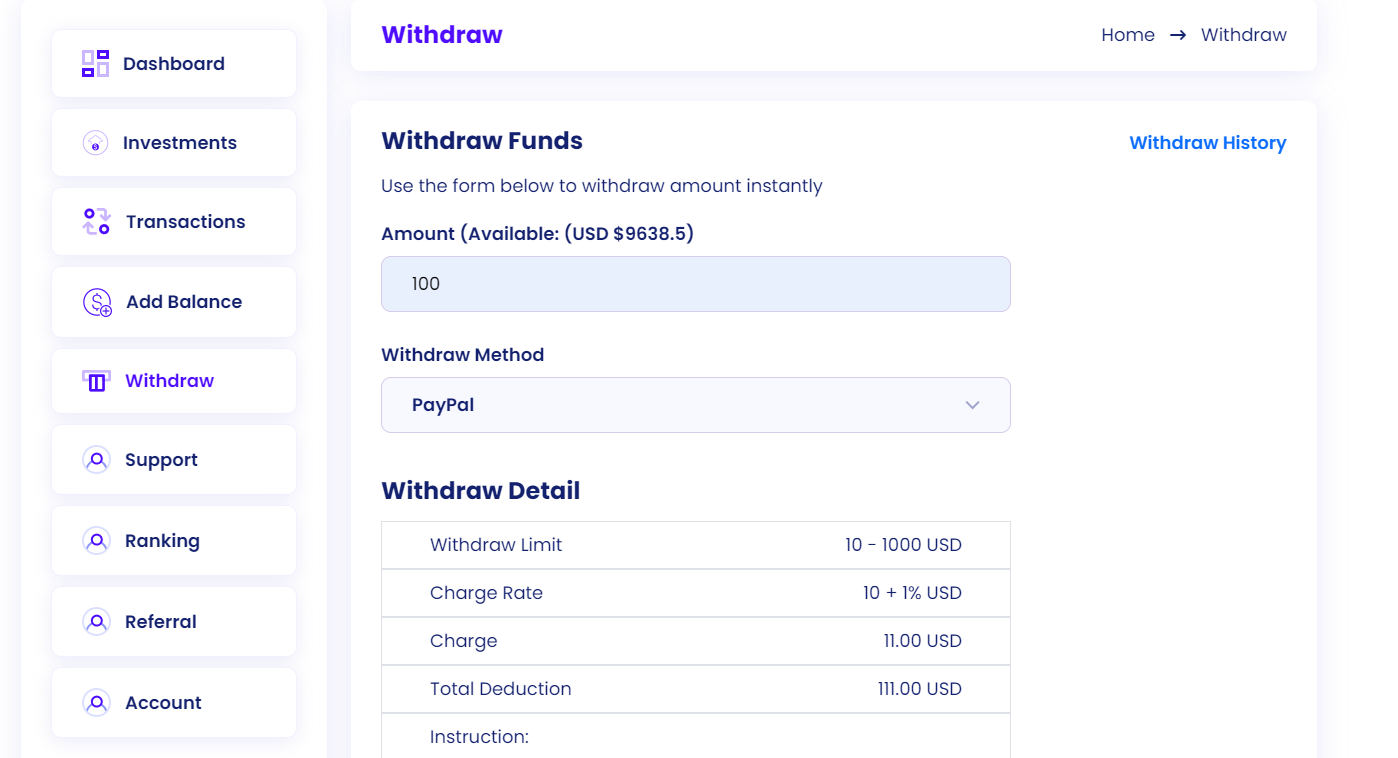 Dashboard
Investments
Transactions
Add Balance
Withdraw
Support
Ranking
Referral
Account
Withdraw
Home → Withdraw
Withdraw Funds
Withdraw History
Use the form below to withdraw amount instantly
Amount (Available: (USD $9638.5)
100
Withdraw Method
PayPal
Withdraw Detail
Withdraw Limit 10 - 1000 USD
Charge Rate 10 + 1% USD
Charge 11.00 USD
Total Deduction 111.00 USD
Instruction: